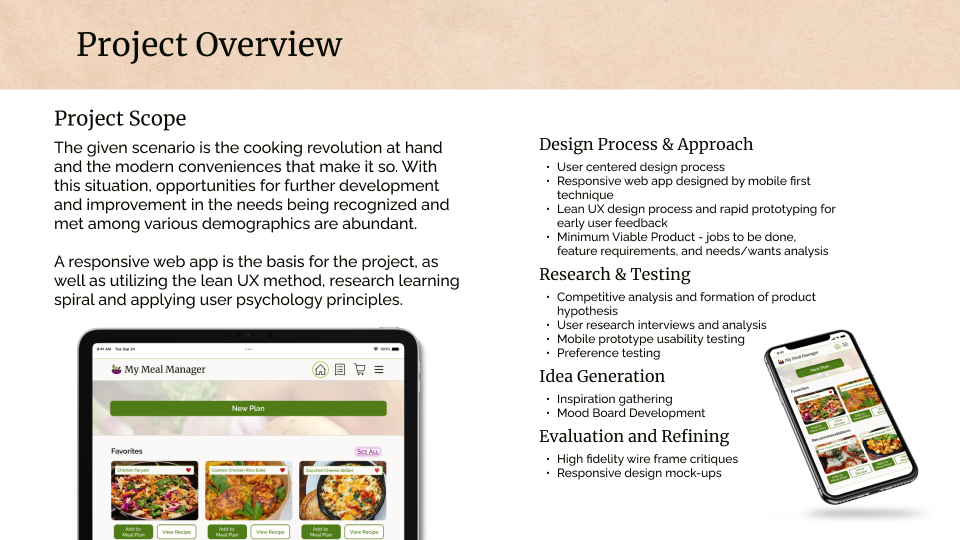 Project Overview
Project Scope
The given scenario is the cooking revolution at hand
and the modern conveniences that make it so. With
this situation, opportunities for further development
and improvement in the needs being recognized and
met among various demographics are abundant.
A responsive web app is the basis for the project, as
well as utilizing the lean UX method, research learning
spiral and applying user psychology principles.
9:41 AM Tue Sep 24
100%
My Meal Manager
New Plan
Favorites
See All
Chicken Teriyaki
Cashew Chicken Rice Bake
Zucchini Cheese Skillet
Add to
Meal Plan
View Recipe
Add to
Meal Plan
View Recipe
Add to
Meal Plan
View Recipe
Design Process & Approach
• User centered design process
• Responsive web app designed by mobile first
technique
• Lean UX design process and rapid prototyping for
early user feedback
• Minimum Viable Product - jobs to be done,
feature requirements, and needs/wants analysis
Research & Testing
• Competitive analysis and formation of product
hypothesis
• User research interviews and analysis
• Mobile prototype usability testing
• Preference testing
Idea Generation
• Inspiration gathering
• Mood Board Development
Evaluation and Refining
• High fidelity wire frame critiques
• Responsive design mock-ups
9:41
My Meal Manager
New Plan
Favorites
Recommendations